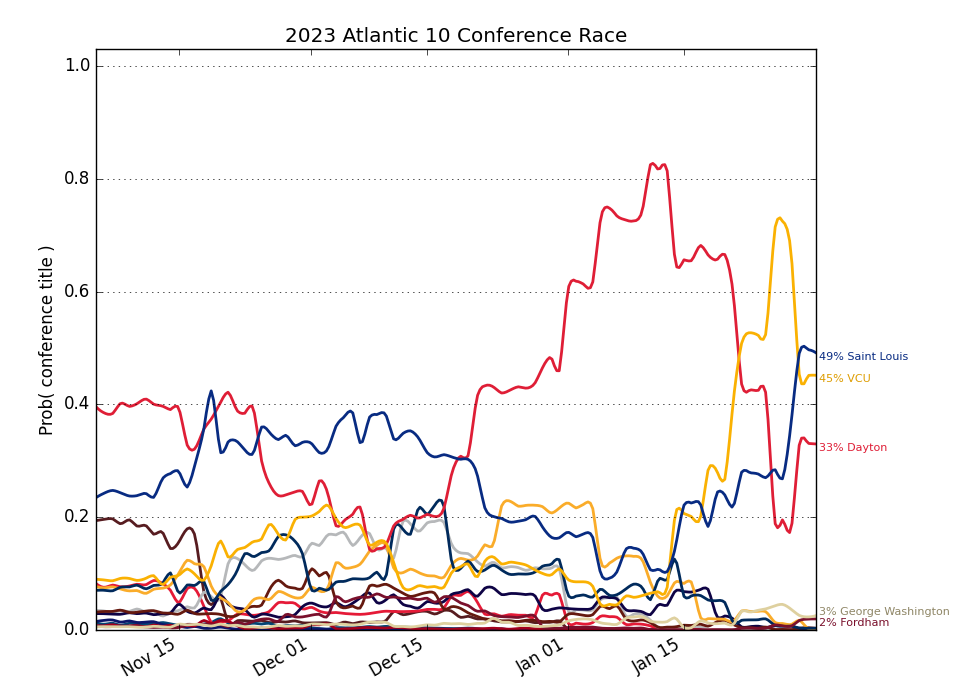 2023 Atlantic 10 Conference Race
Prob( conference title )
1.0
0.8
0.6
0.4
0.2
0.0
Nov 15
Dec 01
Dec 15
Jan 01
Jan 15
49% Saint Louis
45% VCU
33% Dayton
3% George Washington
2% Fordham